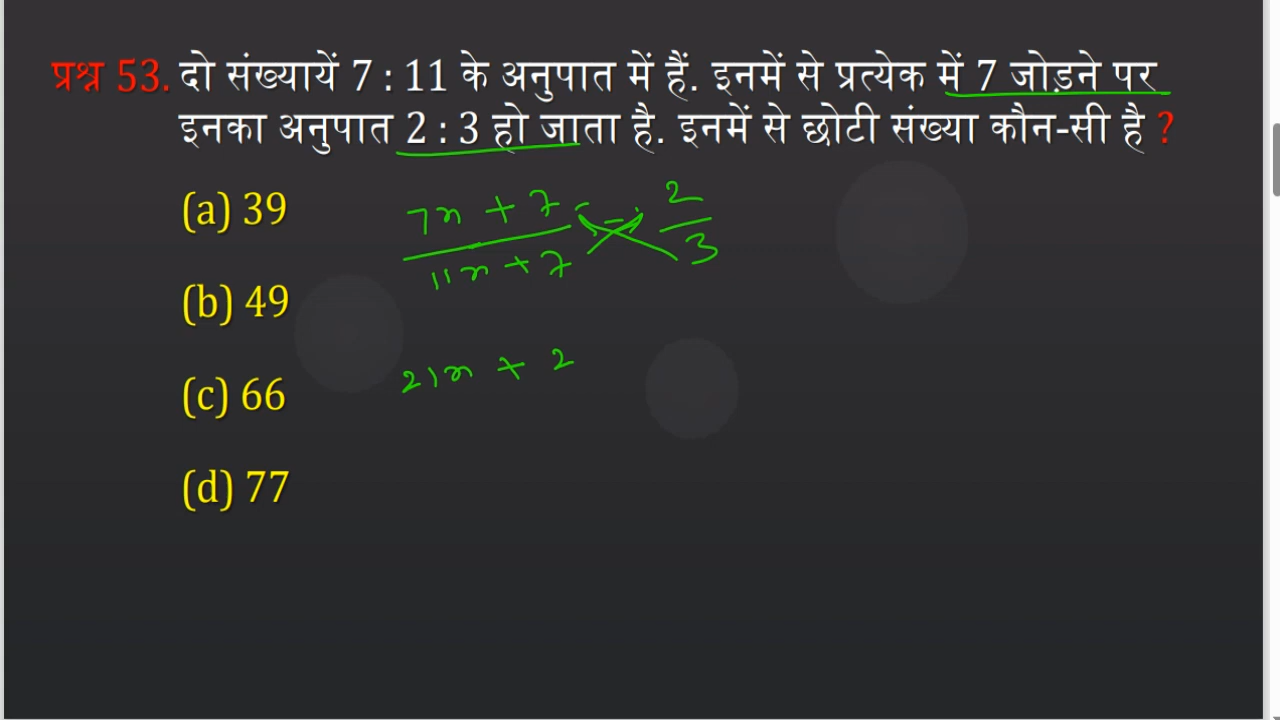 प्रश्न 53. दो संख्यायें 7 : 11 के अनुपात में हैं. इनमें से प्रत्येक में 7 जोड़ने पर
इनका अनुपात 2 : 3 हो जाता है. इनमें से छोटी संख्या कौन-सी है ?
(a) 39
7x + 7 = 2
11x + 7 3
(b) 49
21x + 2
(c) 66
(d) 77